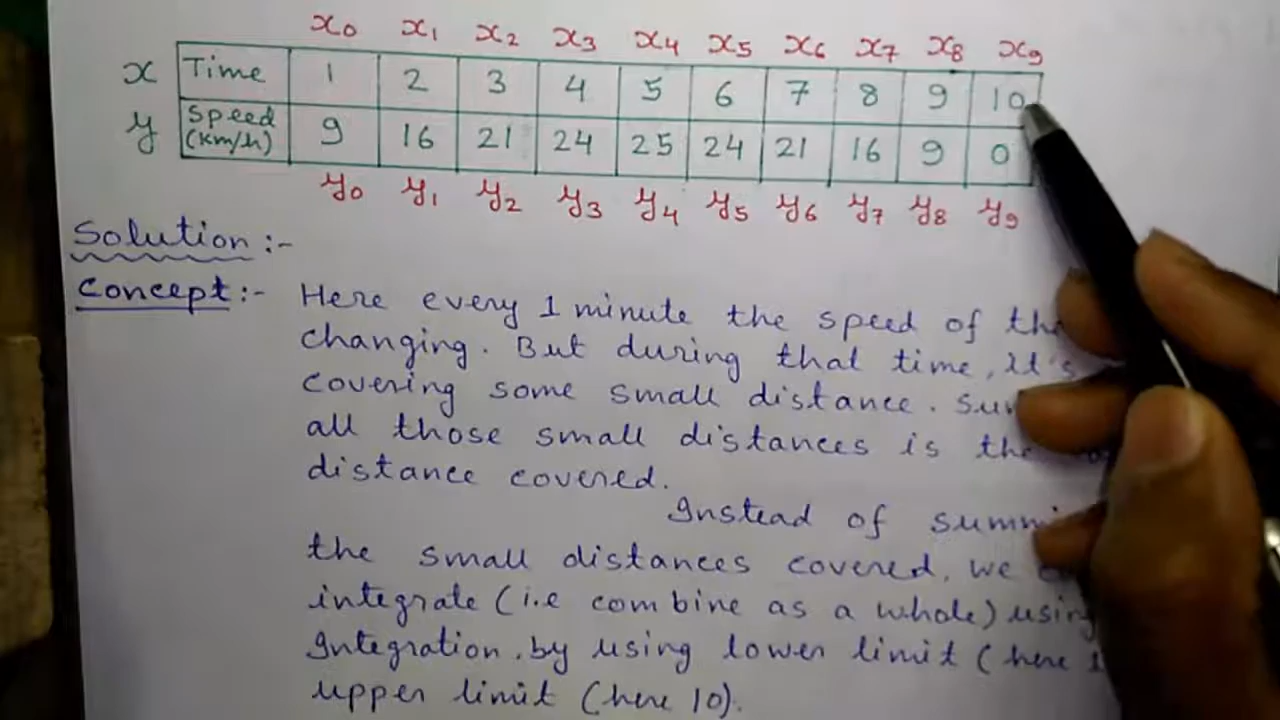 x0 x1 x2 x3 x4 x5 x6 x7 x8 x9
x Time 1 2 3 4 5 6 7 8 9 10
y Speed (Km/h) 9 16 21 24 25 24 21 16 9 0
y0 y1 y2 y3 y4 y5 y6 y7 y8 y9
Solution :-
Concept :- Here every 1 minute the speed of
changing. But during that time, it's
covering some small distance.
all those small distances is
distance covered.
Instead of
the small distances covered, we
integrate (i.e combine as a whole) using
Integration, by using lower limit (here 1
upper limit (here 10).